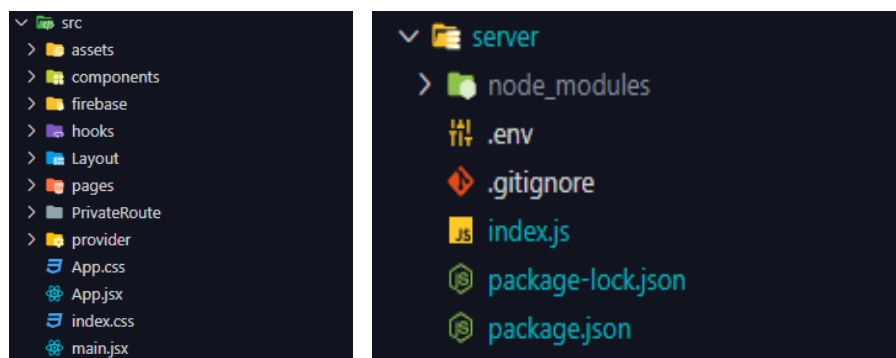 src
assets
components
firebase
hooks
Layout
pages
PrivateRoute
provider
App.css
App.jsx
index.css
main.jsx
server
node_modules
.env
.gitignore
JS index.js
package-lock.json
package.json